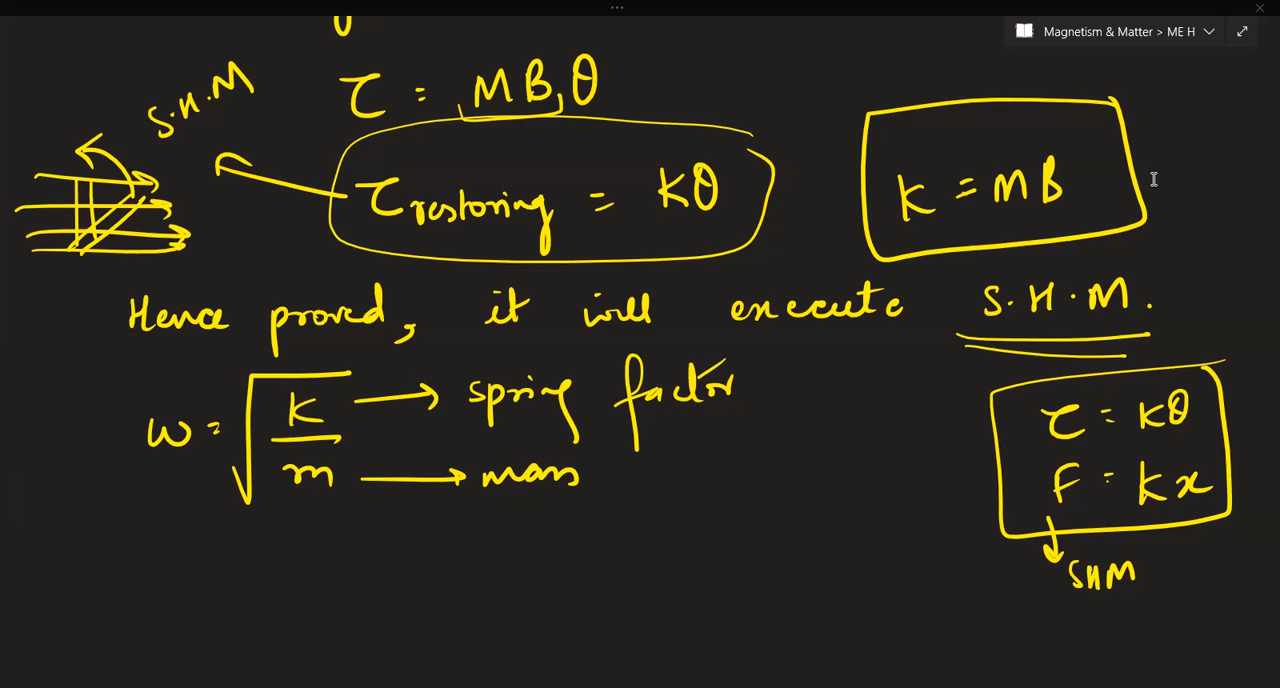 Magnetism & Matter > ME H
τ = MB, θ
S.H.M
τrestoring = Kθ
K = MB
Hence proved, it will execute S.H.M.
ω = √(k/m)
k → spring factor
m → mass
τ = Kθ
F = Kx
SHM